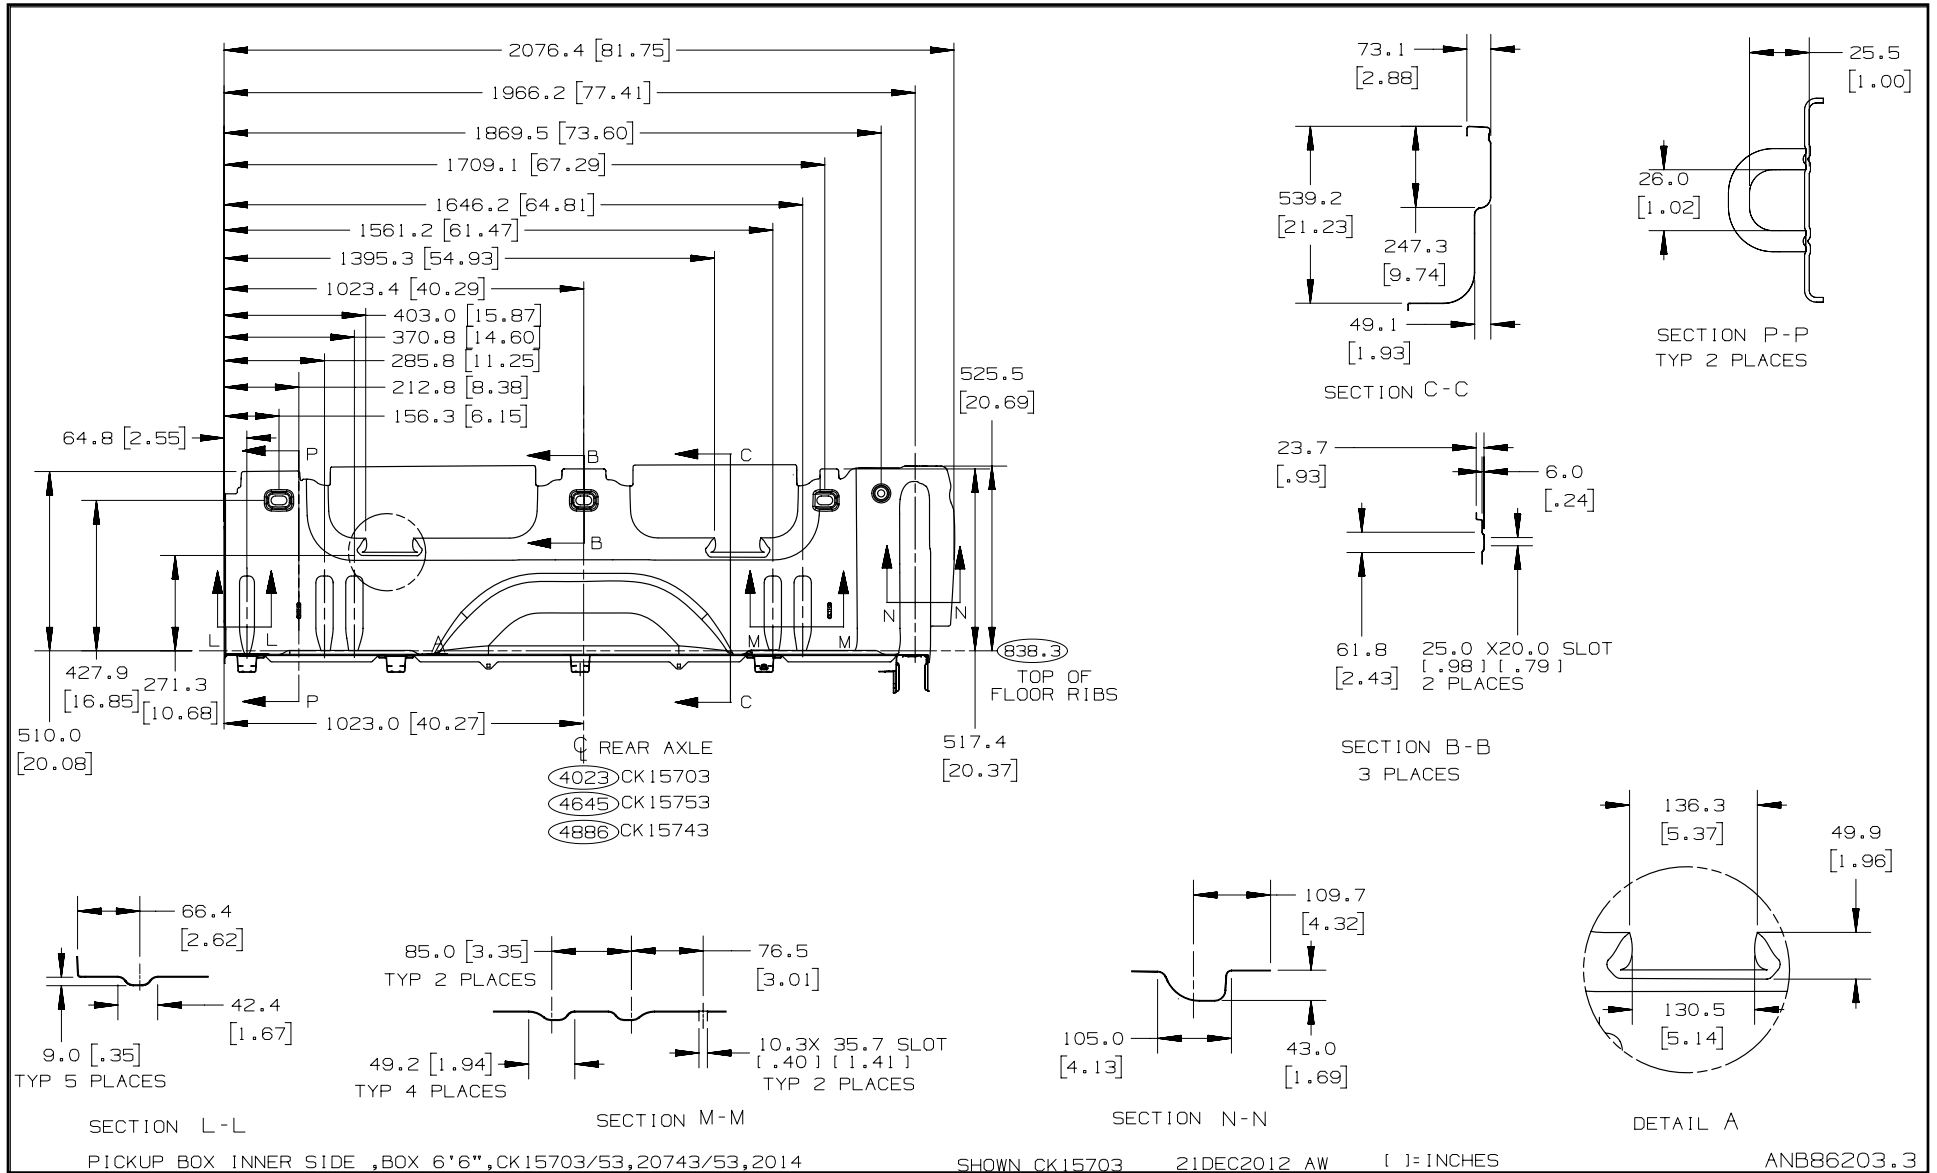 2076.4 [81.75]
1966.2 [77.41]
1869.5 [73.60]
1709.1 [67.29]
1646.2 [64.81]
1561.2 [61.47]
1395.3 [54.93]
1023.4 [40.29]
403.0 [15.87]
370.8 [14.60]
285.8 [11.25]
212.8 [8.38]
156.3 [6.15]
64.8 [2.55]
P
B
C
525.5
[20.69]
B
L
L
A
M
M
N
N
427.9
[16.85]
271.3
[10.68]
P
C
838.3
TOP OF
FLOOR RIBS
510.0
[20.08]
1023.0 [40.27]
517.4
[20.37]
℄ REAR AXLE
4023 CK15703
4645 CK15753
4886 CK15743
73.1
[2.88]
539.2
[21.23]
247.3
[9.74]
49.1
[1.93]
SECTION C-C
25.5
[1.00]
26.0
[1.02]
SECTION P-P
TYP 2 PLACES
23.7
[.93]
6.0
[.24]
61.8
[2.43]
25.0 X20.0 SLOT
[.98] [.79]
2 PLACES
SECTION B-B
3 PLACES
66.4
[2.62]
42.4
[1.67]
9.0 [.35]
TYP 5 PLACES
SECTION L-L
85.0 [3.35]
TYP 2 PLACES
76.5
[3.01]
49.2 [1.94]
TYP 4 PLACES
10.3X 35.7 SLOT
[.40] [1.41]
TYP 2 PLACES
SECTION M-M
109.7
[4.32]
105.0
[4.13]
43.0
[1.69]
SECTION N-N
136.3
[5.37]
49.9
[1.96]
130.5
[5.14]
DETAIL A
PICKUP BOX INNER SIDE ,BOX 6'6",CK15703/53,20743/53,2014
SHOWN CK15703
21DEC2012 AW
[ ]=INCHES
ANB86203.3